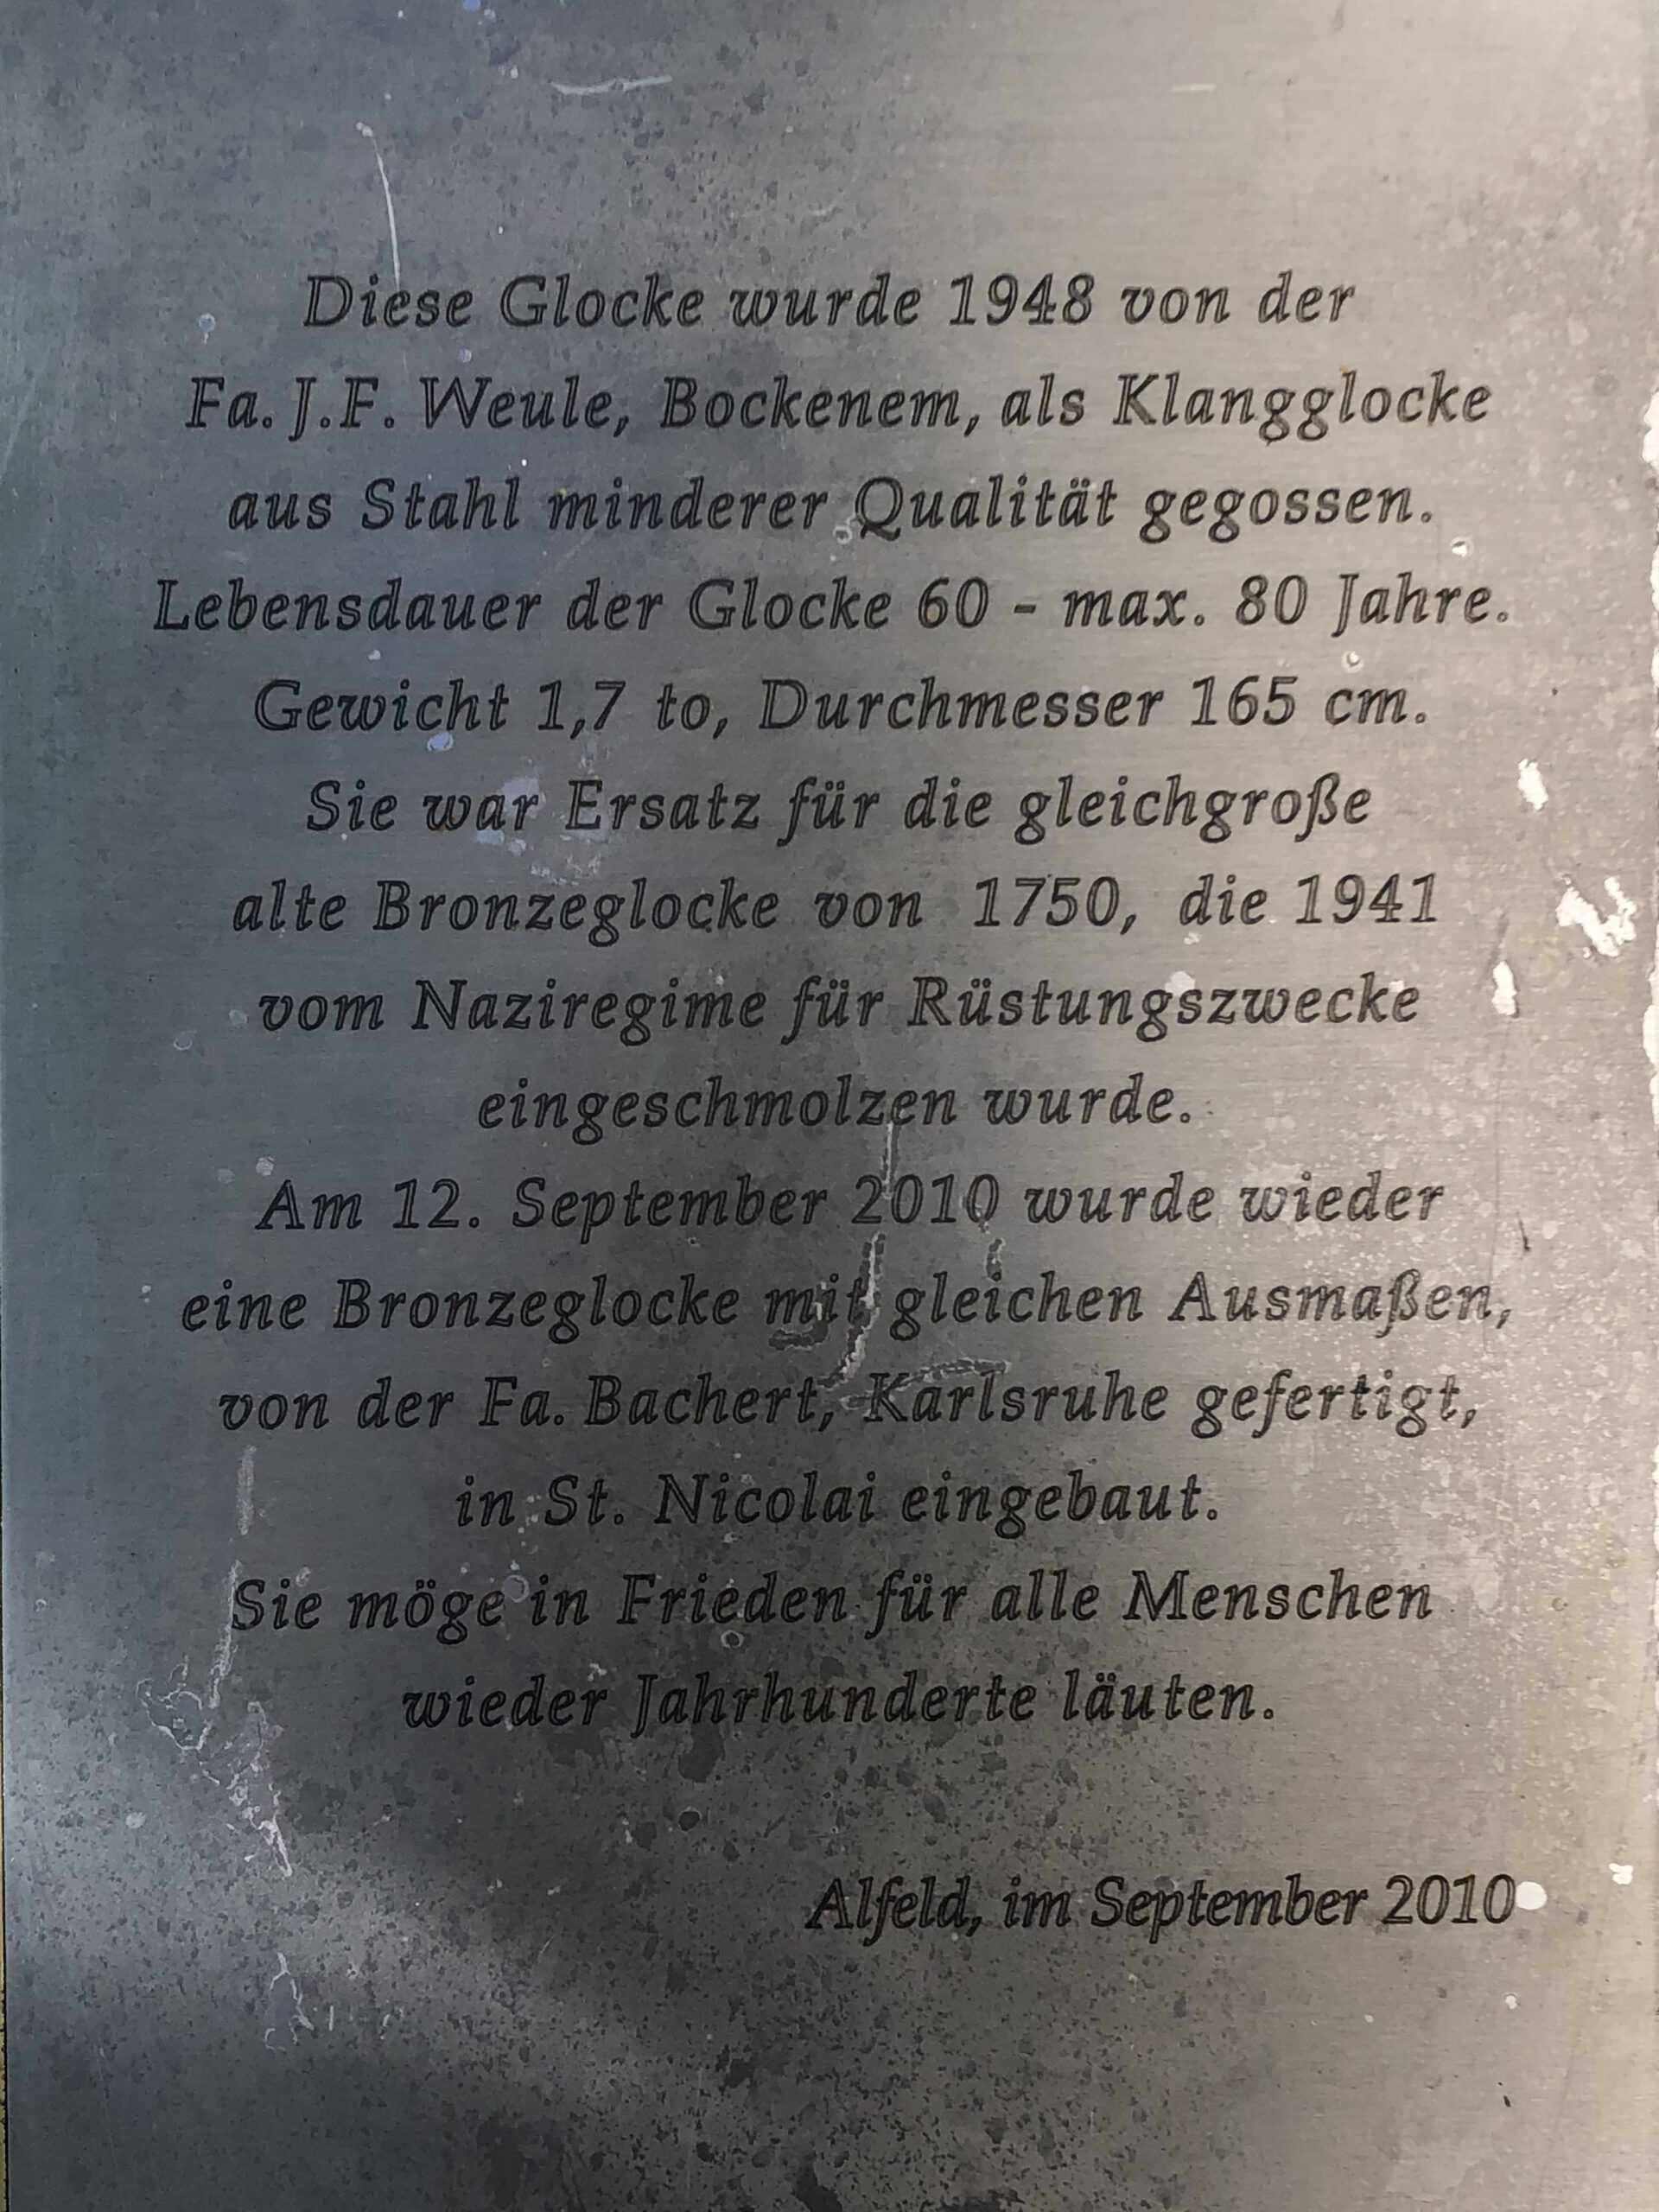 Diese Glocke wurde 1948 von der
Fa. J.F. Weule, Bockenem, als Klangglocke
aus Stahl minderer Qualität gegossen.
Lebensdauer der Glocke 60 - max. 80 Jahre.
Gewicht 1,7 to, Durchmesser 165 cm.
Sie war Ersatz für die gleichgroße
alte Bronzeglocke von 1750, die 1941
vom Naziregime für Rüstungszwecke
eingeschmolzen wurde.
Am 12. September 2010 wurde wieder
eine Bronzeglocke mit gleichen Ausmaßen,
von der Fa. Bachert, Karlsruhe gefertigt,
in St. Nicolai eingebaut.
Sie möge in Frieden für alle Menschen
wieder Jahrhunderte läuten.
Alfeld, im September 2010